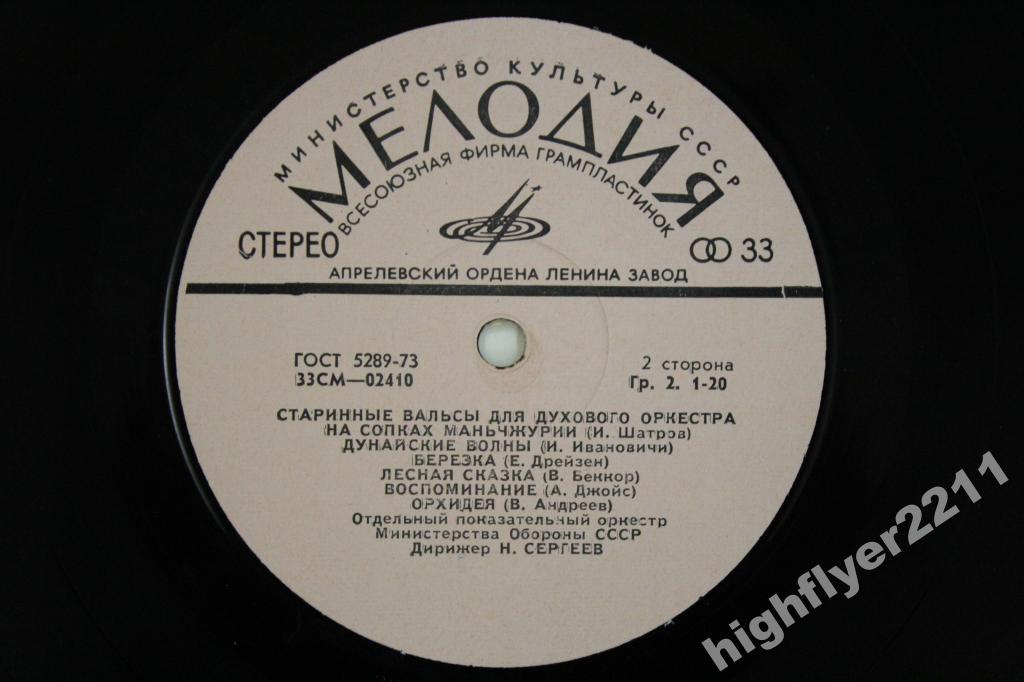 МИНИСТЕРСТВО КУЛЬТУРЫ СССР
МЕЛОДИЯ
ВСЕСОЮЗНАЯ ФИРМА ГРАМПЛАСТИНОК
СТЕРЕО
33
АПРЕЛЕВСКИЙ ОРДЕНА ЛЕНИНА ЗАВОД
ГОСТ 5289-73
33СМ—02410
2 сторона
Гр. 2. 1-20
СТАРИННЫЕ ВАЛЬСЫ ДЛЯ ДУХОВОГО ОРКЕСТРА
НА СОПКАХ МАНЬЧЖУРИИ (И. Шатров)
ДУНАЙСКИЕ ВОЛНЫ (И. Ивановичи)
БЕРЕЗКА (Е. Дрейзен)
ЛЕСНАЯ СКАЗКА (В. Беккор)
ВОСПОМИНАНИЕ (А. Джойс)
ОРХИДЕЯ (В. Андреев)
Отдельный показательный оркестр
Министерства Обороны СССР
Дирижер Н. СЕРГЕЕВ
highflyer2211